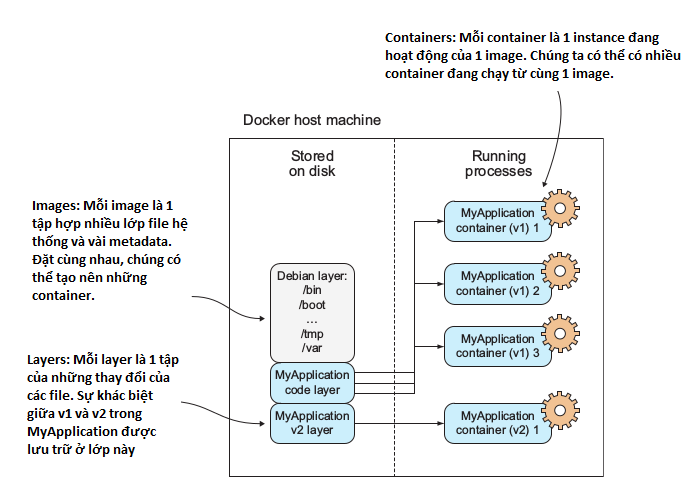 Containers: Mỗi container là 1 instance đang
hoạt động của 1 image. Chúng ta có thể có nhiều
container đang chạy từ cùng 1 image.
Docker host machine
Stored
on disk
Running
processes
Images: Mỗi image là 1
tập hợp nhiều lớp file hệ
thống và vài metadata.
Đặt cùng nhau, chúng có
thể tạo nên những
container.
MyApplication
container (v1) 1
Debian layer:
/bin
/boot
...
/tmp
/var
MyApplication
container (v1) 2
MyApplication
container (v1) 3
Layers: Mỗi layer là 1 tập
của những thay đổi của
các file. Sự khác biệt
giữa v1 và v2 trong
MyApplication được
lưu trữ ở lớp này
MyApplication
code layer
MyApplication
v2 layer
MyApplication
container (v2) 1